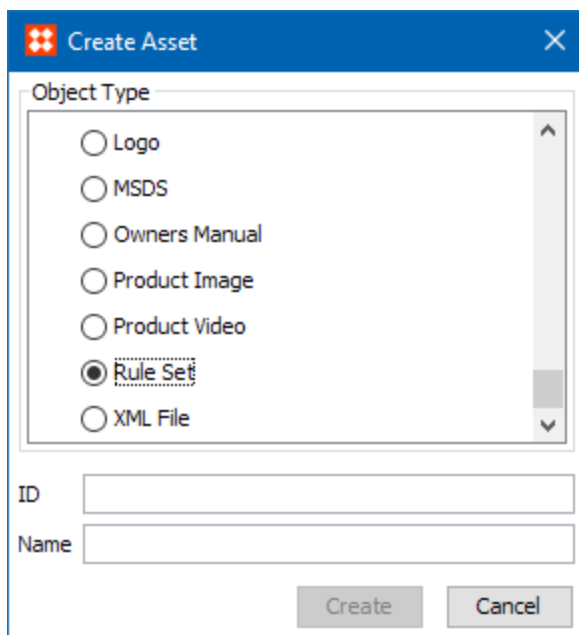 Create Asset
Object Type
Logo
MSDS
Owners Manual
Product Image
Product Video
Rule Set
XML File
ID
Name
Create Cancel